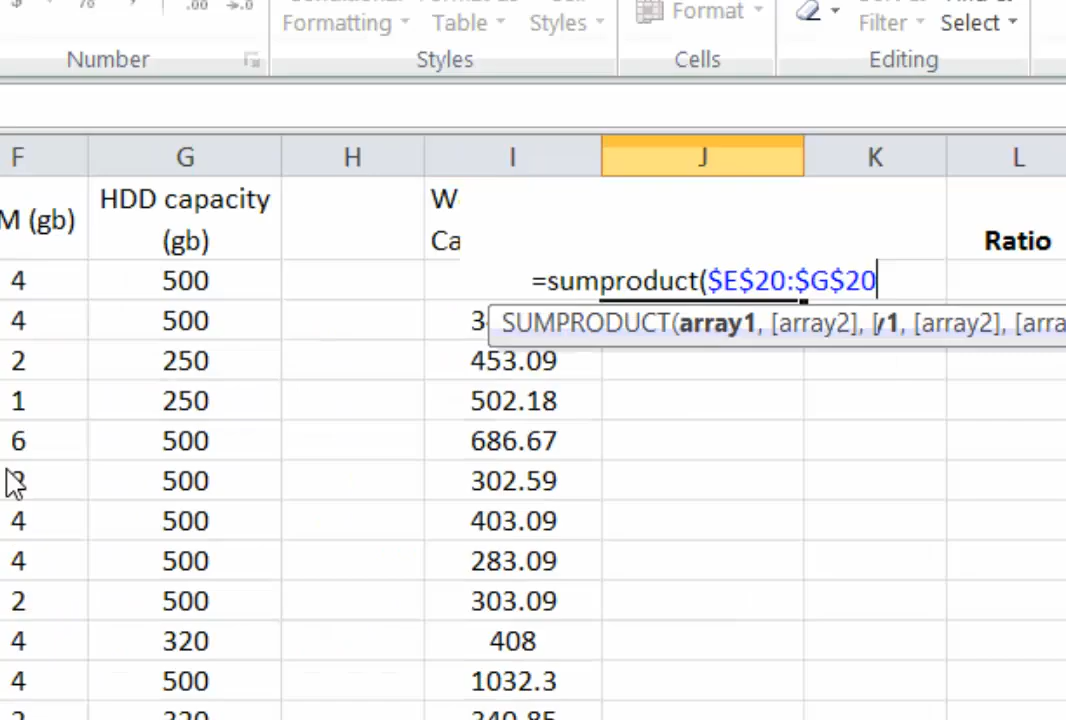 Formatting Table Styles Format Filter Select
Number Styles Cells Editing
F G H I J K L
M (gb) HDD capacity (gb) W Ca Ratio
4 500 =sumproduct($E$20:$G$20
4 500 3 SUMPRODUCT(array1, [array2], [
2 250 453.09
1 250 502.18
6 500 686.67
500 302.59
4 500 403.09
4 500 283.09
2 500 303.09
4 320 408
4 500 1032.3